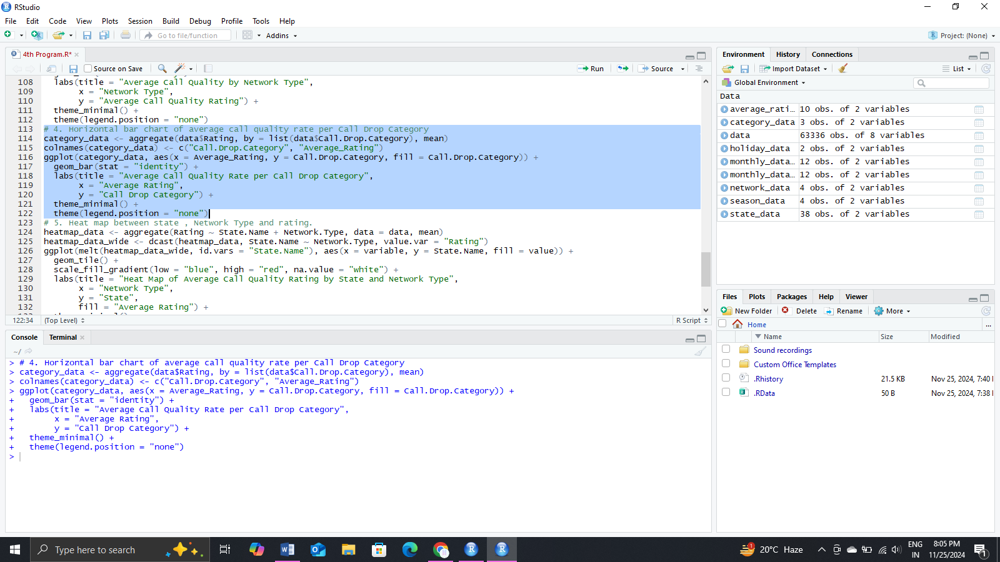 RStudio
File Edit Code View Plots Session Build Debug Profile Tools Help
Go to file/function Addins Project: (None)
4th Program.R*
Source on Save Run Source
108 labs(title = "Average Call Quality by Network Type",
109 x = "Network Type",
110 y = "Average Call Quality Rating") +
111 theme_minimal() +
112 theme(legend.position = "none")
113 # 4. Horizontal bar chart of average call quality rate per Call Drop Category
114 category_data <- aggregate(data$Rating, by = list(data$Call.Drop.Category), mean)
115 colnames(category_data) <- c("Call.Drop.Category", "Average_Rating")
116 ggplot(category_data, aes(x = Average_Rating, y = Call.Drop.Category, fill = Call.Drop.Category)) +
117 geom_bar(stat = "identity") +
118 labs(title = "Average Call Quality Rate per Call Drop Category",
119 x = "Average Rating",
120 y = "Call Drop Category") +
121 theme_minimal() +
122 theme(legend.position = "none")
123 # 5. Heat map between state , Network Type and rating.
124 heatmap_data <- aggregate(Rating ~ State.Name + Network.Type, data = data, mean)
125 heatmap_data_wide <- dcast(heatmap_data, State.Name ~ Network.Type, value.var = "Rating")
126 ggplot(melt(heatmap_data_wide, id.vars = "State.Name"), aes(x = variable, y = State.Name, fill = value)) +
127 geom_tile() +
128 scale_fill_gradient(low = "blue", high = "red", na.value = "white") +
129 labs(title = "Heat Map of Average Call Quality Rating by State and Network Type",
130 x = "Network Type",
131 y = "State",
132 fill = "Average Rating") +
122:34 (Top Level) R Script
Console Terminal
~/
> # 4. Horizontal bar chart of average call quality rate per Call Drop Category
> category_data <- aggregate(data$Rating, by = list(data$Call.Drop.Category), mean)
> colnames(category_data) <- c("Call.Drop.Category", "Average_Rating")
> ggplot(category_data, aes(x = Average_Rating, y = Call.Drop.Category, fill = Call.Drop.Category)) +
+ geom_bar(stat = "identity") +
+ labs(title = "Average Call Quality Rate per Call Drop Category",
+ x = "Average Rating",
+ y = "Call Drop Category") +
+ theme_minimal() +
+ theme(legend.position = "none")
>
Environment History Connections
Import Dataset List
Global Environment
Data
average_rati… 10 obs. of 2 variables
category_data 3 obs. of 2 variables
data 63336 obs. of 8 variables
holiday_data 2 obs. of 2 variables
monthly_data… 12 obs. of 2 variables
monthly_data… 12 obs. of 2 variables
network_data 4 obs. of 2 variables
season_data 4 obs. of 2 variables
state_data 38 obs. of 2 variables
Files Plots Packages Help Viewer
New Folder Delete Rename More
Home ...
Name Size Modified
Sound recordings
Custom Office Templates
.Rhistory 21.5 KB Nov 25, 2024, 7:40
.RData 50 B Nov 25, 2024, 7:38
Type here to search 1 20°C Haze ENG IN 8:05 PM 11/25/2024 1